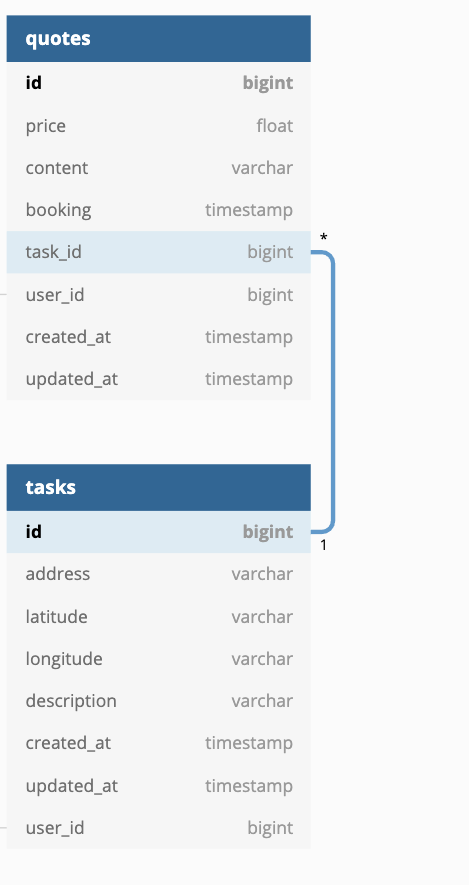 quotes
id bigint
price float
content varchar
booking timestamp
*
task_id bigint
user_id bigint
created_at timestamp
updated_at timestamp
tasks
id bigint
1
address varchar
latitude varchar
longitude varchar
description varchar
created_at timestamp
updated_at timestamp
user_id bigint